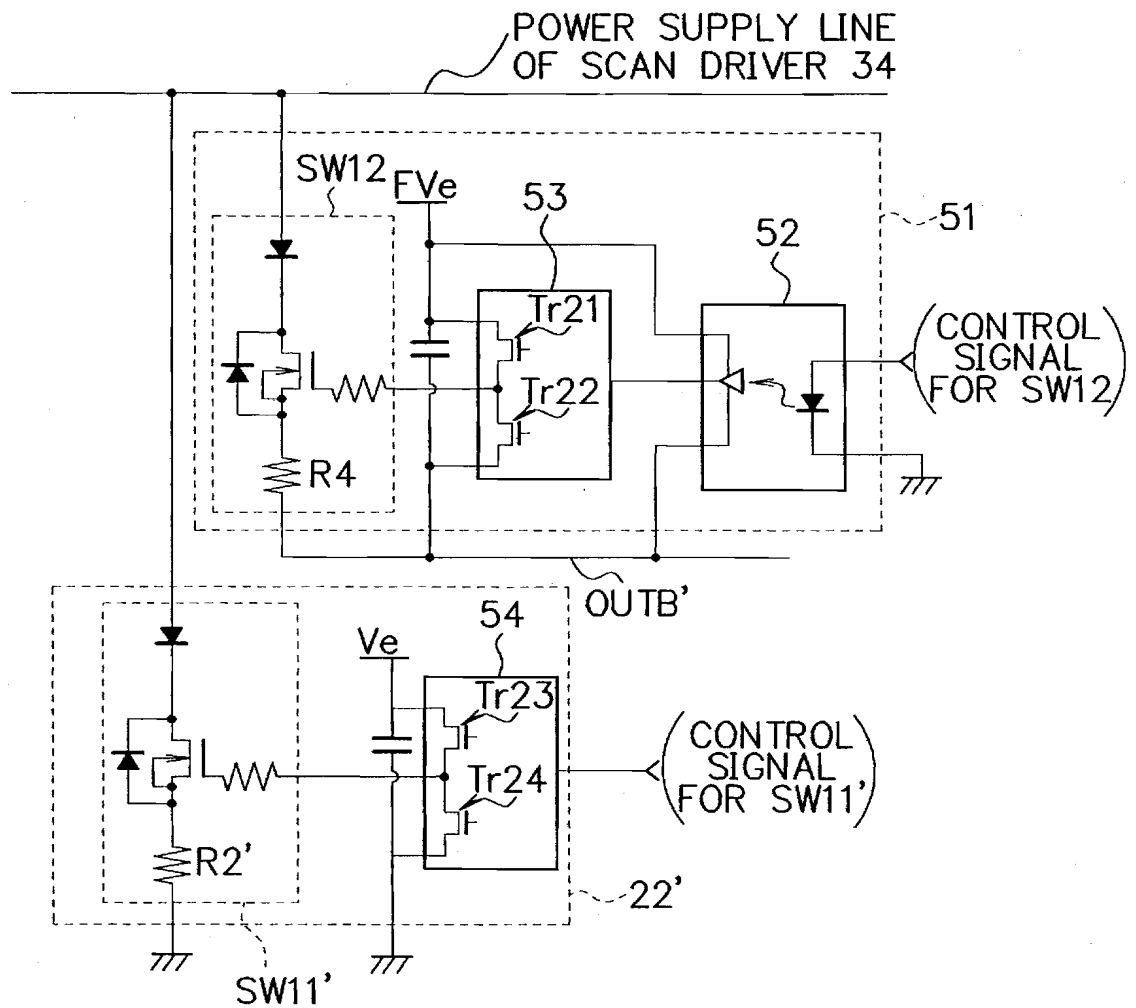 POWER SUPPLY LINE
OF SCAN DRIVER 34
SW12
FVe
53
52
51
Tr21
Tr22
(CONTROL
SIGNAL
FOR SW12)
R4
OUTB'
Ve
54
Tr23
Tr24
(CONTROL
SIGNAL
FOR SW11')
R2'
22'
SW11'